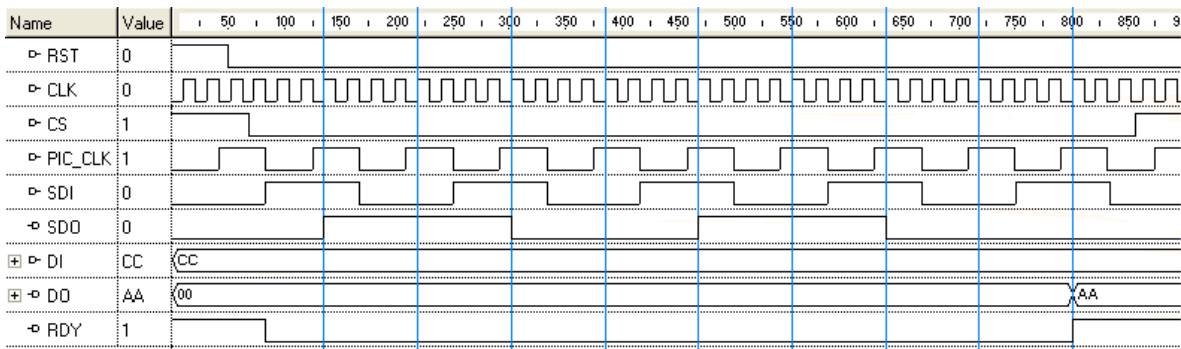 Name Value 50 100 150 200 250 300 350 400 450 500 550 600 650 700 750 800 850 9
RST 0
CLK 0
CS 1
PIC_CLK 1
SDI 0
SDO 0
DI CC CC
DO AA 00 AA
RDY 1